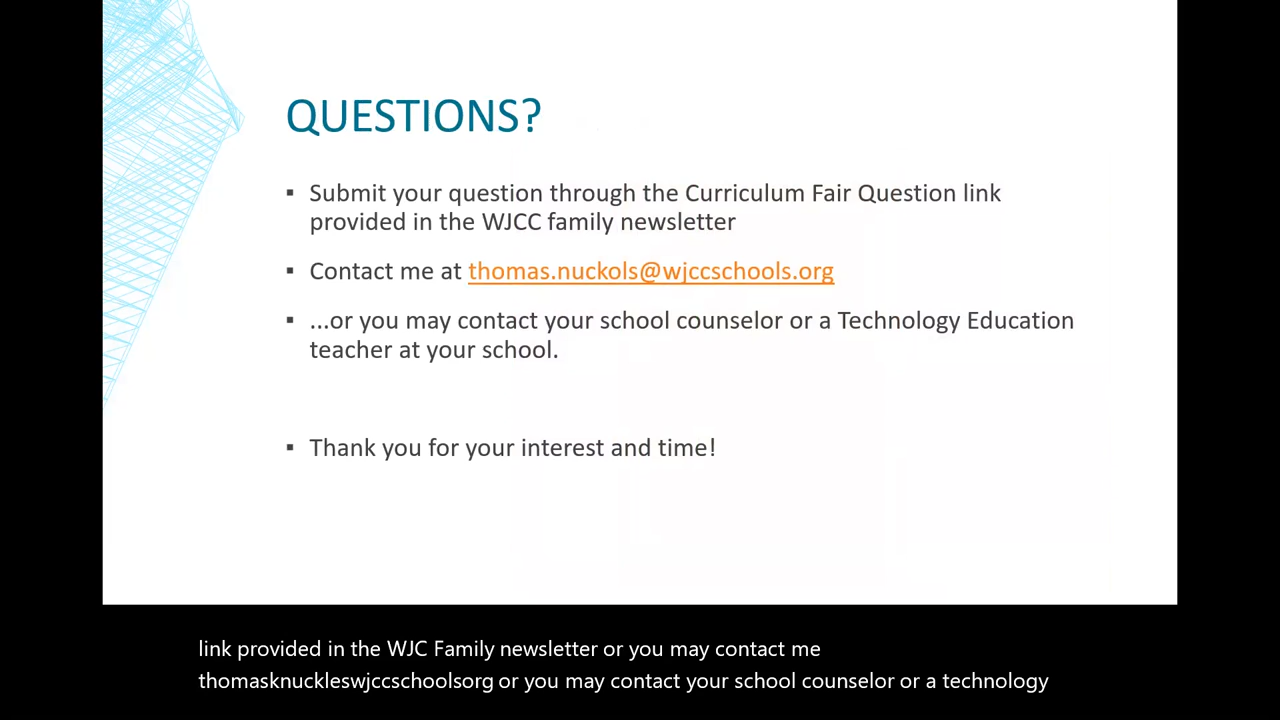 QUESTIONS?
▪ Submit your question through the Curriculum Fair Question link
provided in the WJCC family newsletter
▪ Contact me at thomas.nuckols@wjccschools.org
▪ ...or you may contact your school counselor or a Technology Education
teacher at your school.
▪ Thank you for your interest and time!
link provided in the WJC Family newsletter or you may contact me
thomasknuckleswjccschoolsorg or you may contact your school counselor or a technology